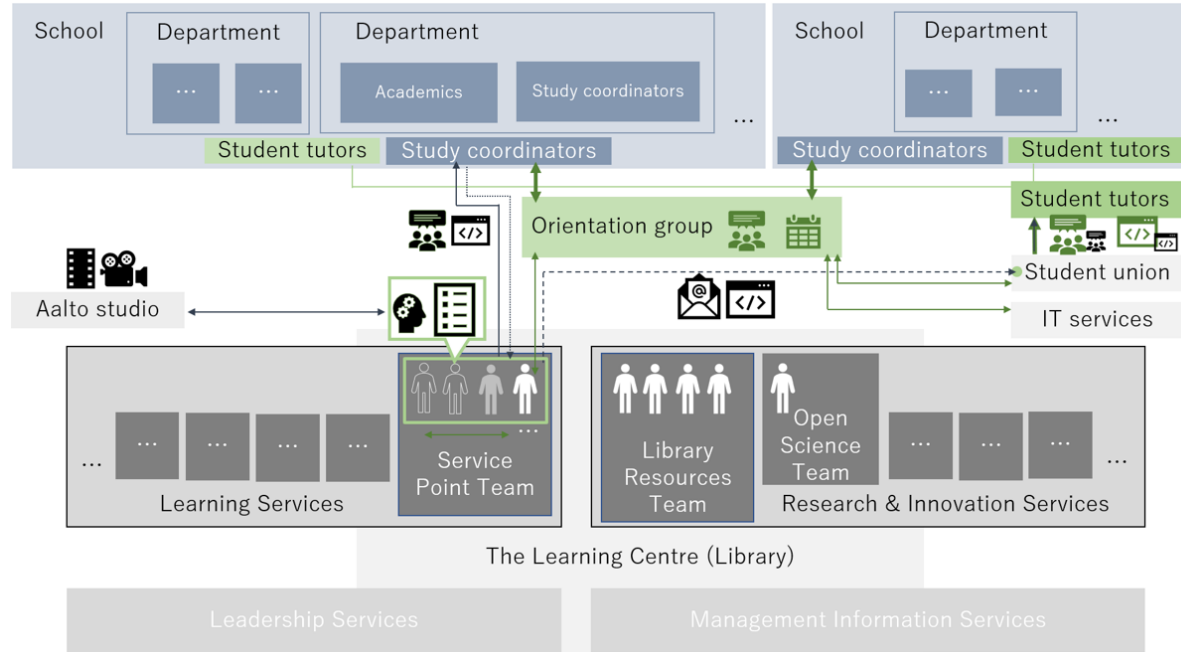 School
Department
...
...
Department
Academics
Study coordinators
...
School
Department
...
...
...
Student tutors
Study coordinators
Study coordinators
Student tutors
Student tutors
Orientation group
</>
</>
Student union
@
</>
Aalto studio
IT services
...
...
...
...
...
Learning Services
...
Service
Point Team
Library
Resources
Team
Open
Science
Team
...
...
...
...
Research & Innovation Services
The Learning Centre (Library)
Leadership Services
Management Information Services